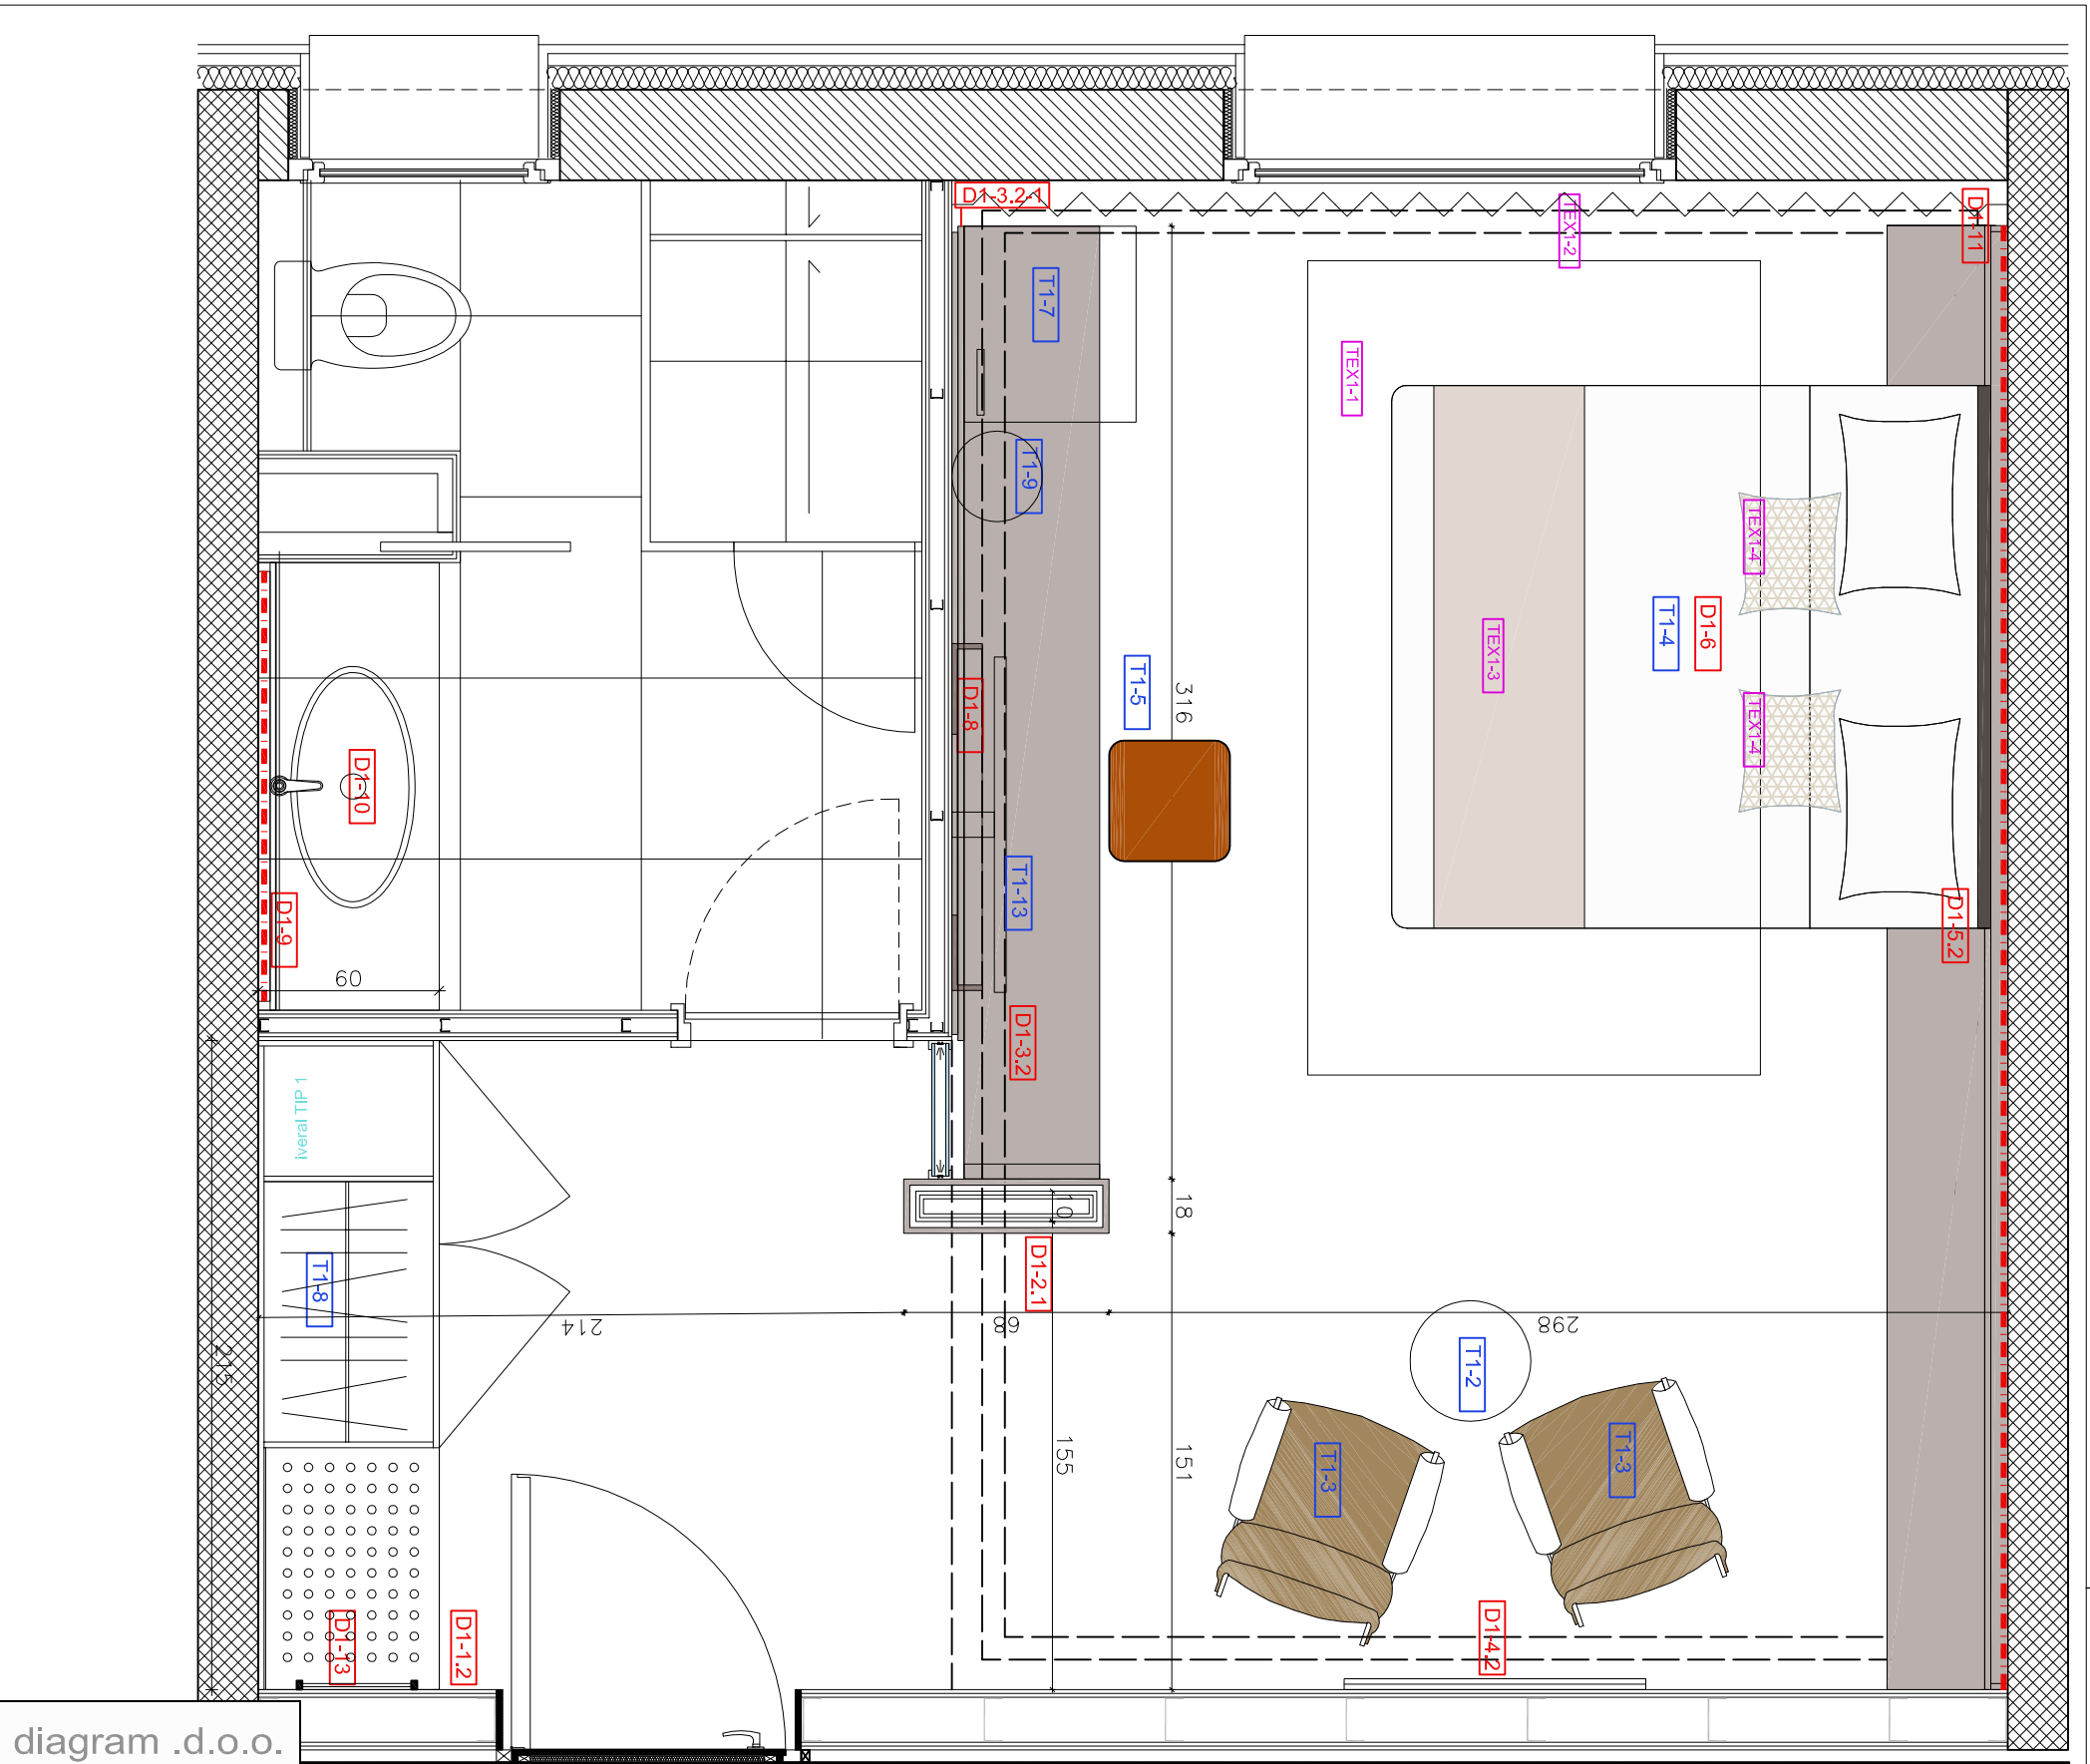 D1-3.2-1
D1-11
TEX1-2
T1-7
TEX1-1
T1-9
TEX1-4
T1-4
D1-6
TEX1-3
T1-5
316
D1-8
TEX1-4
D1-10
T1-13
D1-5.2
D1-9
60
D1-3.2
iveral TIP 1
10
18
D1-2.1
T1-8
214
68
298
215
T1-2
155
151
T1-3
T1-3
D1-13
D1-1.2
D1-4.2
diagram .d.o.o.